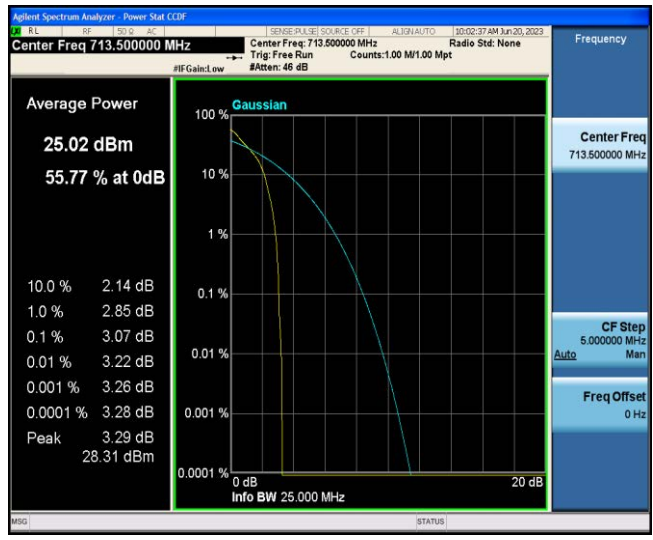 Agilent Spectrum Analyzer - Power Stat CCDF
RL RF 50 Ω AC SENSE:PULSE SOURCE OFF ALIGN AUTO 10:02:37 AM Jun 20, 2023
Center Freq 713.500000 MHz
Center Freq: 713.500000 MHz Radio Std: None
Trig: Free Run Counts:1.00 M/1.00 Mpt
#IFGain:Low #Atten: 46 dB
Frequency
Average Power
25.02 dBm
55.77 % at 0dB
10.0 % 2.14 dB
1.0 % 2.85 dB
0.1 % 3.07 dB
0.01 % 3.22 dB
0.001 % 3.26 dB
0.0001 % 3.28 dB
Peak 3.29 dB
28.31 dBm
Gaussian
100 %
10 %
1 %
0.1 %
0.01 %
0.001 %
0.0001 %
0 dB 20 dB
Info BW 25.000 MHz
Center Freq
713.500000 MHz
CF Step
5.000000 MHz
Auto Man
Freq Offset
0 Hz
MSG STATUS